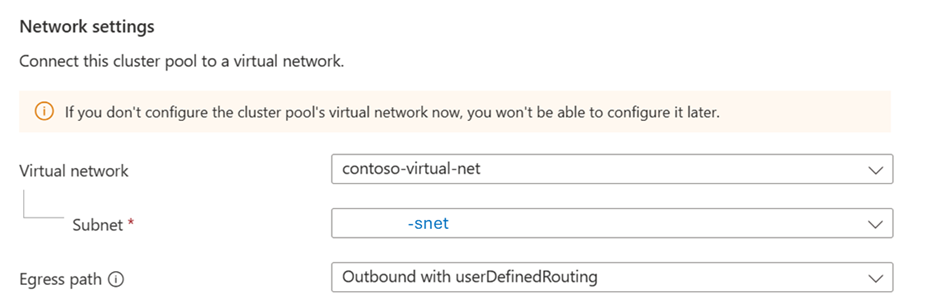 Network settings
Connect this cluster pool to a virtual network.
If you don't configure the cluster pool's virtual network now, you won't be able to configure it later.
Virtual network contoso-virtual-net
Subnet * -snet
Egress path Outbound with userDefinedRouting